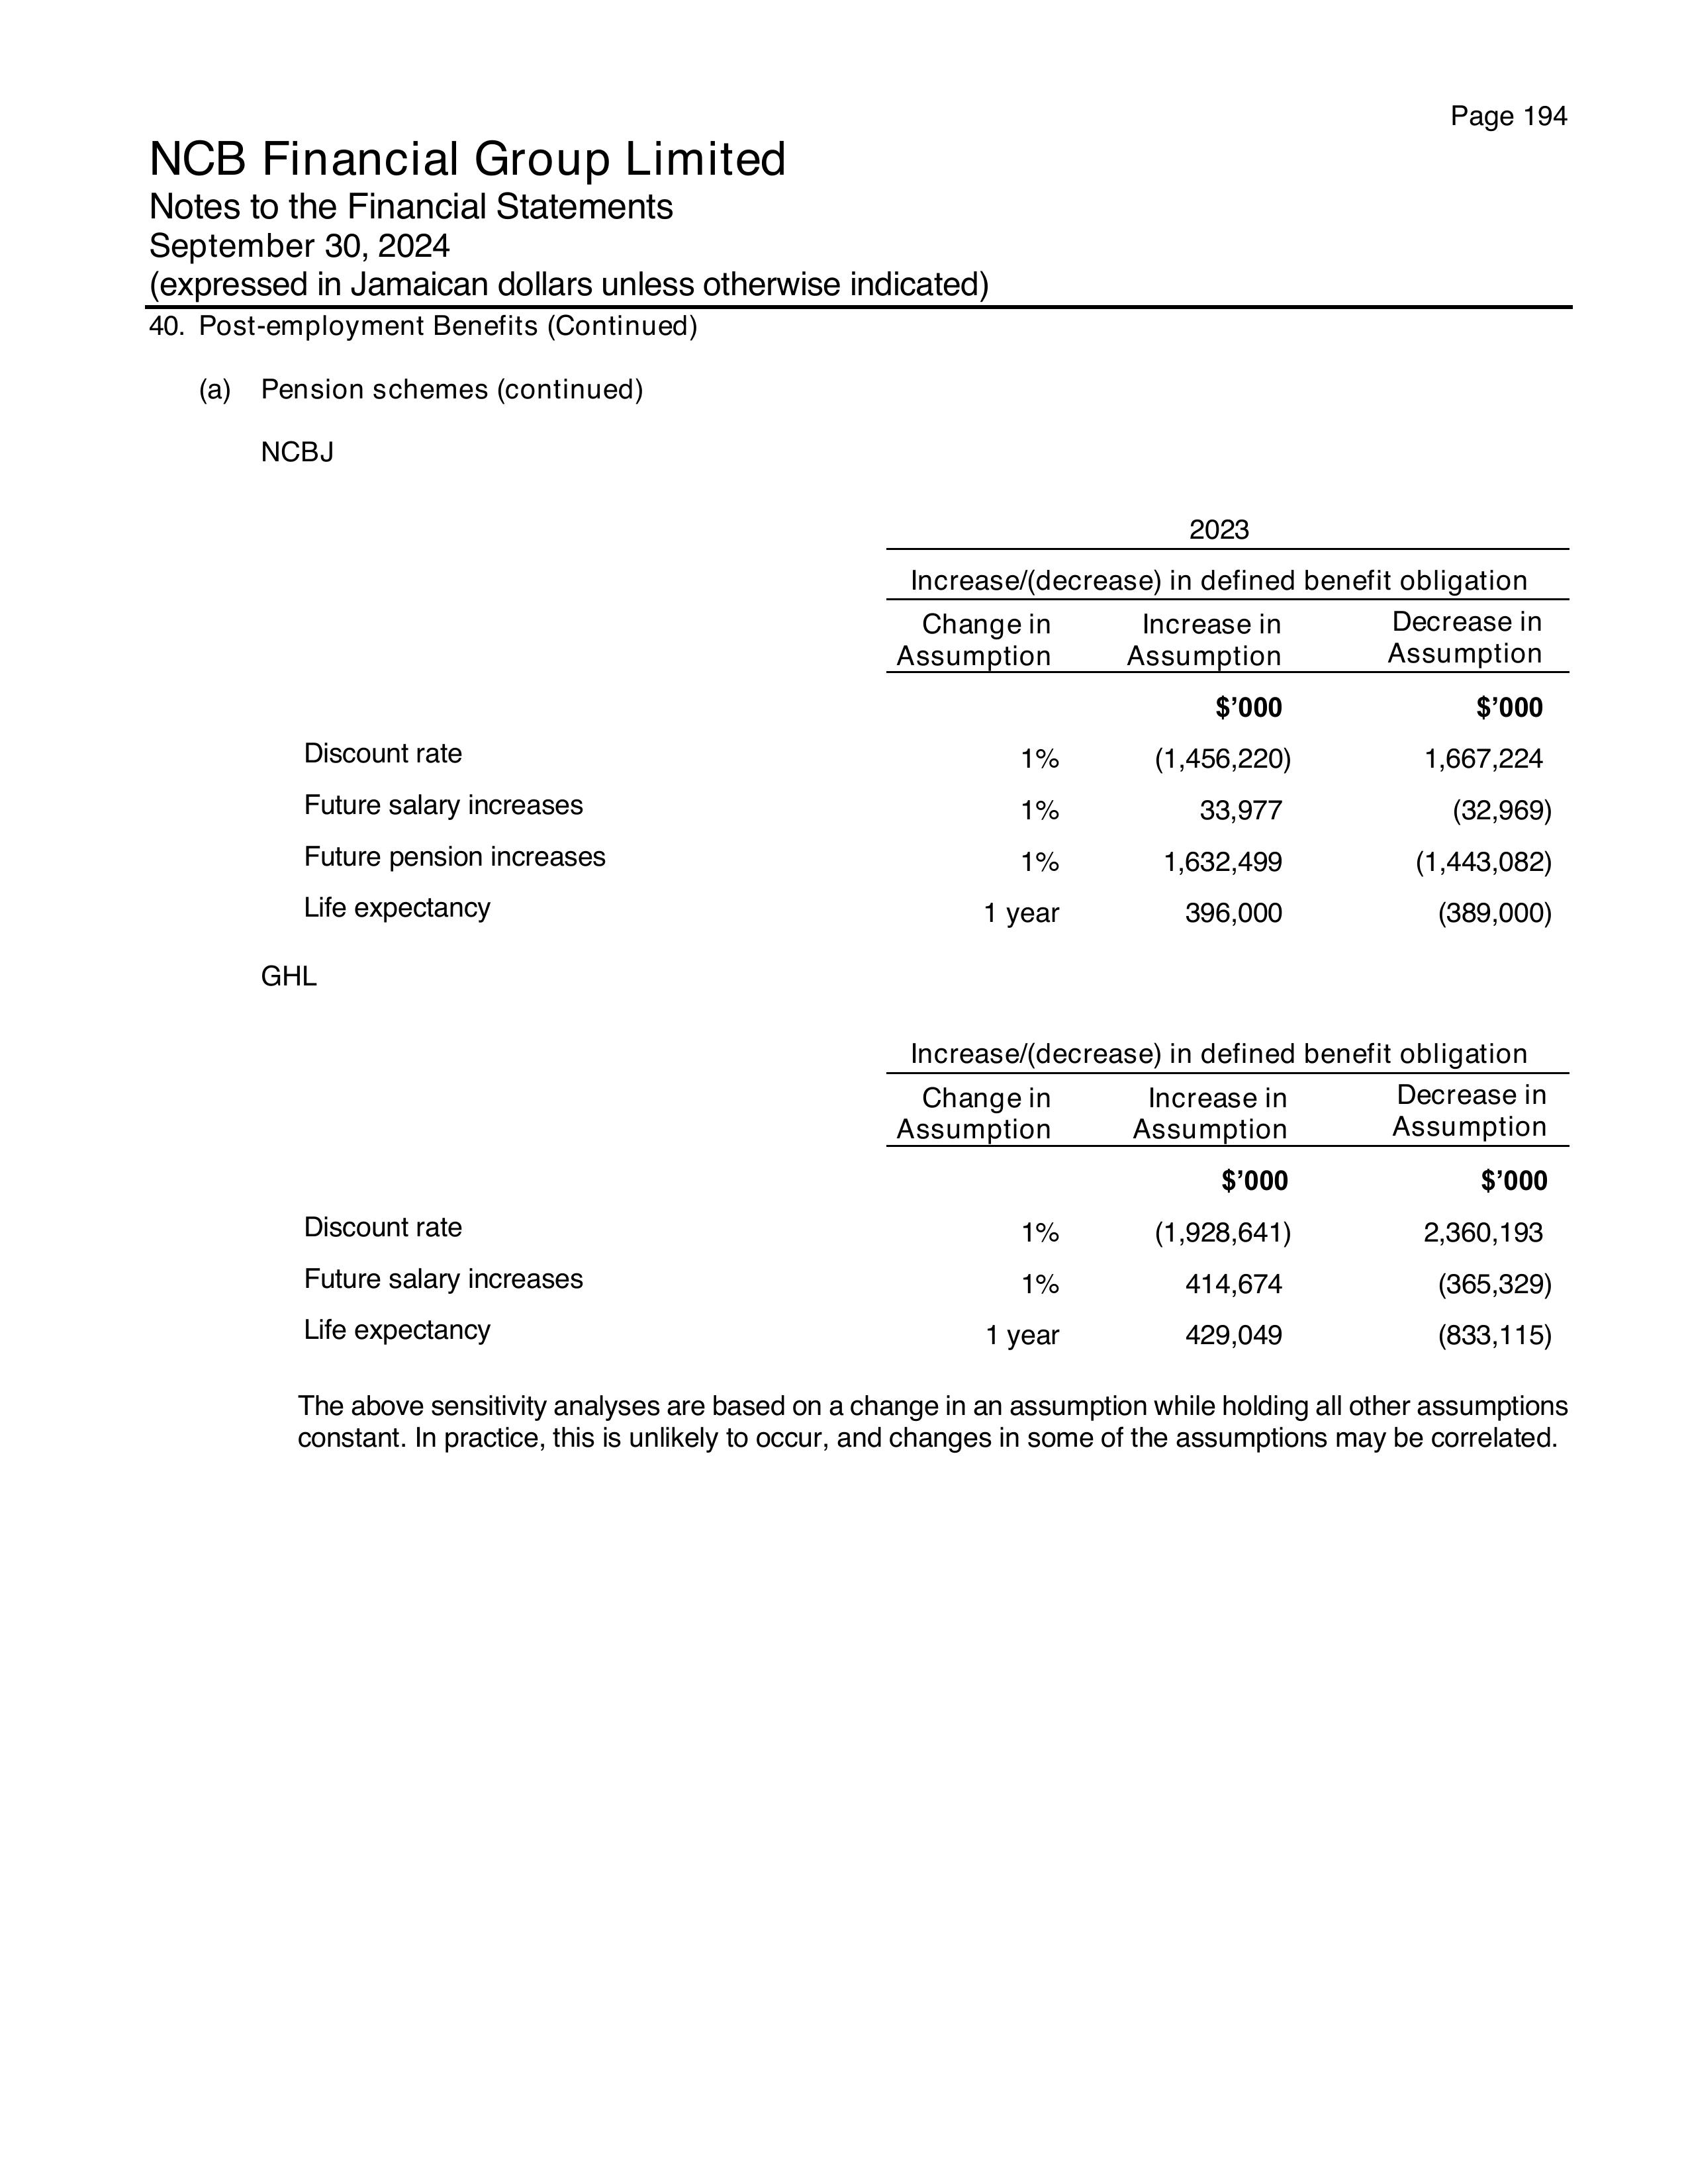 Page 194
NCB Financial Group Limited
Notes to the Financial Statements
September 30, 2024
(expressed in Jamaican dollars unless otherwise indicated)
40. Post-employment Benefits (Continued)
(a) Pension schemes (continued)
NCBJ
2023
Increase/(decrease) in defined benefit obligation
Change in Increase in Decrease in
Assumption Assumption Assumption
$’000 $’000
Discount rate 1% (1,456,220) 1,667,224
Future salary increases 1% 33,977 (32,969)
Future pension increases 1% 1,632,499 (1,443,082)
Life expectancy 1 year 396,000 (389,000)
GHL
Increase/(decrease) in defined benefit obligation
Change in Increase in Decrease in
Assumption Assumption Assumption
$’000 $’000
Discount rate 1% (1,928,641) 2,360,193
Future salary increases 1% 414,674 (365,329)
Life expectancy 1 year 429,049 (833,115)
The above sensitivity analyses are based on a change in an assumption while holding all other assumptions
constant. In practice, this is unlikely to occur, and changes in some of the assumptions may be correlated.